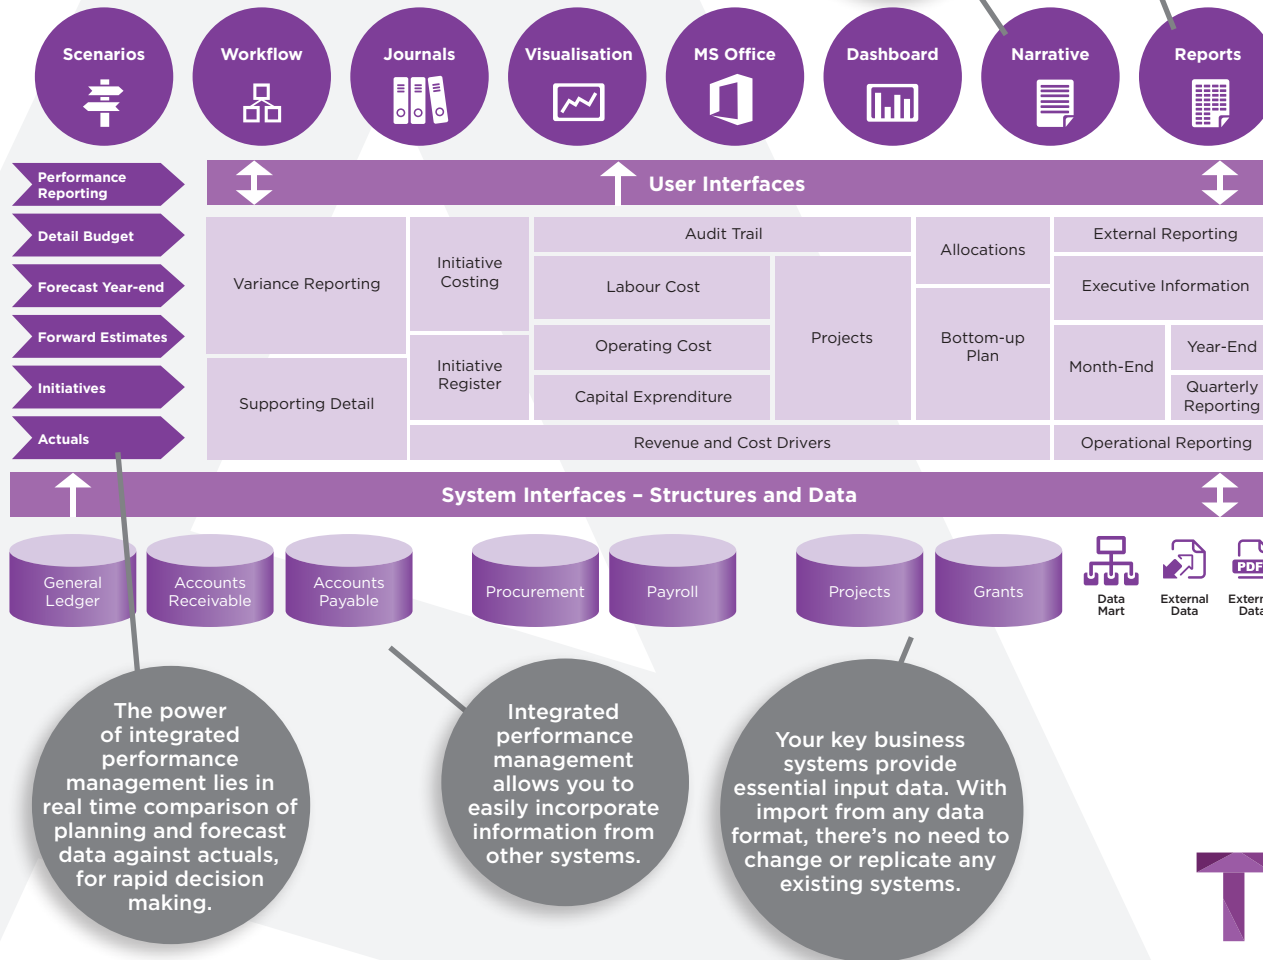 Scenarios
Workflow
Journals
Visualisation
MS Office
Dashboard
Narrative
Reports
Performance
Reporting
Detail Budget
Forecast Year-end
Forward Estimates
Initiatives
Actuals
User Interfaces
Variance Reporting
Supporting Detail
Initiative
Costing
Initiative
Register
Audit Trail
Labour Cost
Operating Cost
Capital Exprenditure
Projects
Allocations
Bottom-up
Plan
External Reporting
Executive Information
Month-End
Year-End
Quarterly
Reporting
Revenue and Cost Drivers
Operational Reporting
System Interfaces – Structures and Data
General
Ledger
Accounts
Receivable
Accounts
Payable
Procurement
Payroll
Projects
Grants
Data
Mart
External
Data
PDF
Extern
Data
The power
of integrated
performance
management lies in
real time comparison of
planning and forecast
data against actuals,
for rapid decision
making.
Integrated
performance
management
allows you to
easily incorporate
information from
other systems.
Your key business
systems provide
essential input data. With
import from any data
format, there’s no need to
change or replicate any
existing systems.
T